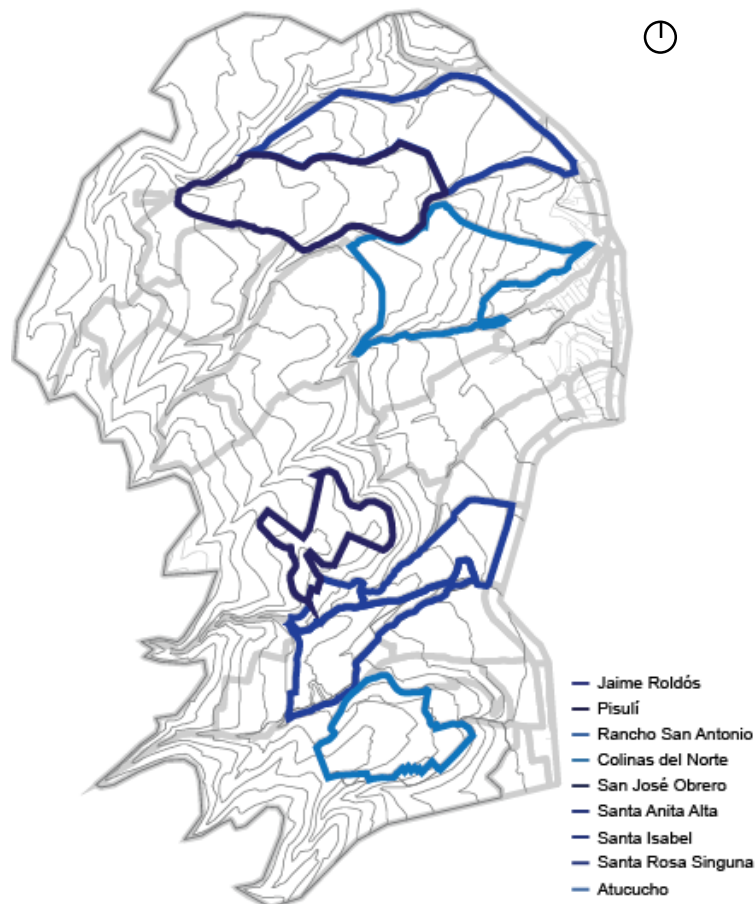 Jaime Roldós
Pisulí
Rancho San Antonio
Colinas del Norte
San José Obrero
Santa Anita Alta
Santa Isabel
Santa Rosa Singuna
Atucucho